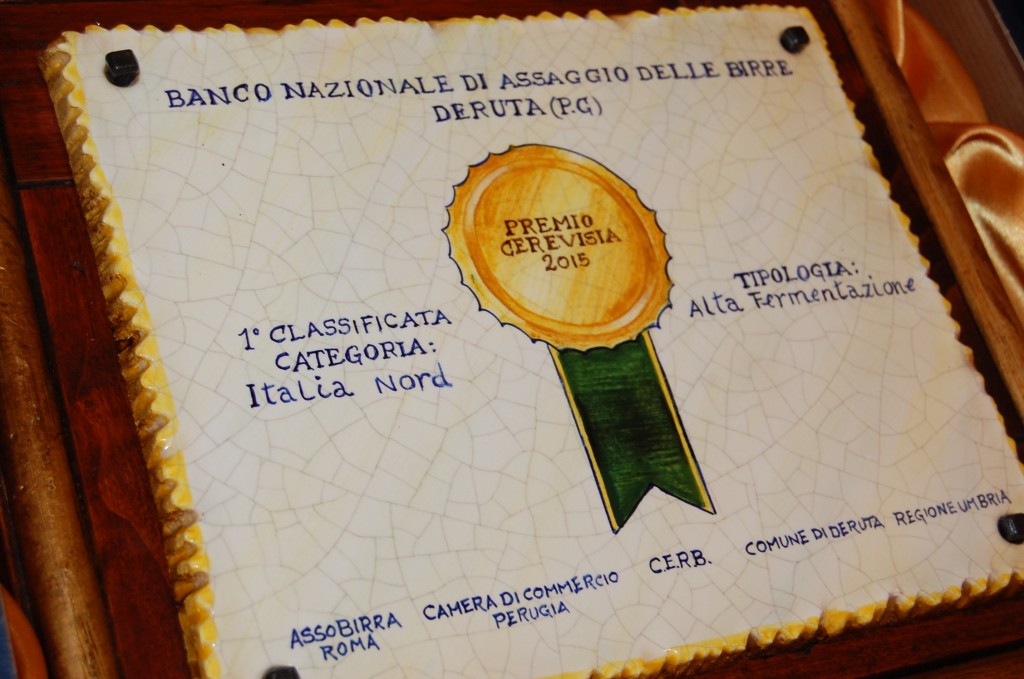 BANCO NAZIONALE DI ASSAGGIO DELLE BIRRE
DERUTA (P.G)
PREMIO
CEREVISIA
2015
1° CLASSIFICATA
CATEGORIA:
Italia Nord
TIPOLOGIA:
Alta Fermentazione
ASSOBIRRA
ROMA
CAMERA DI COMMERCIO
PERUGIA
C.E.R.B.
COMUNE DI DERUTA
REGIONE UMBRIA